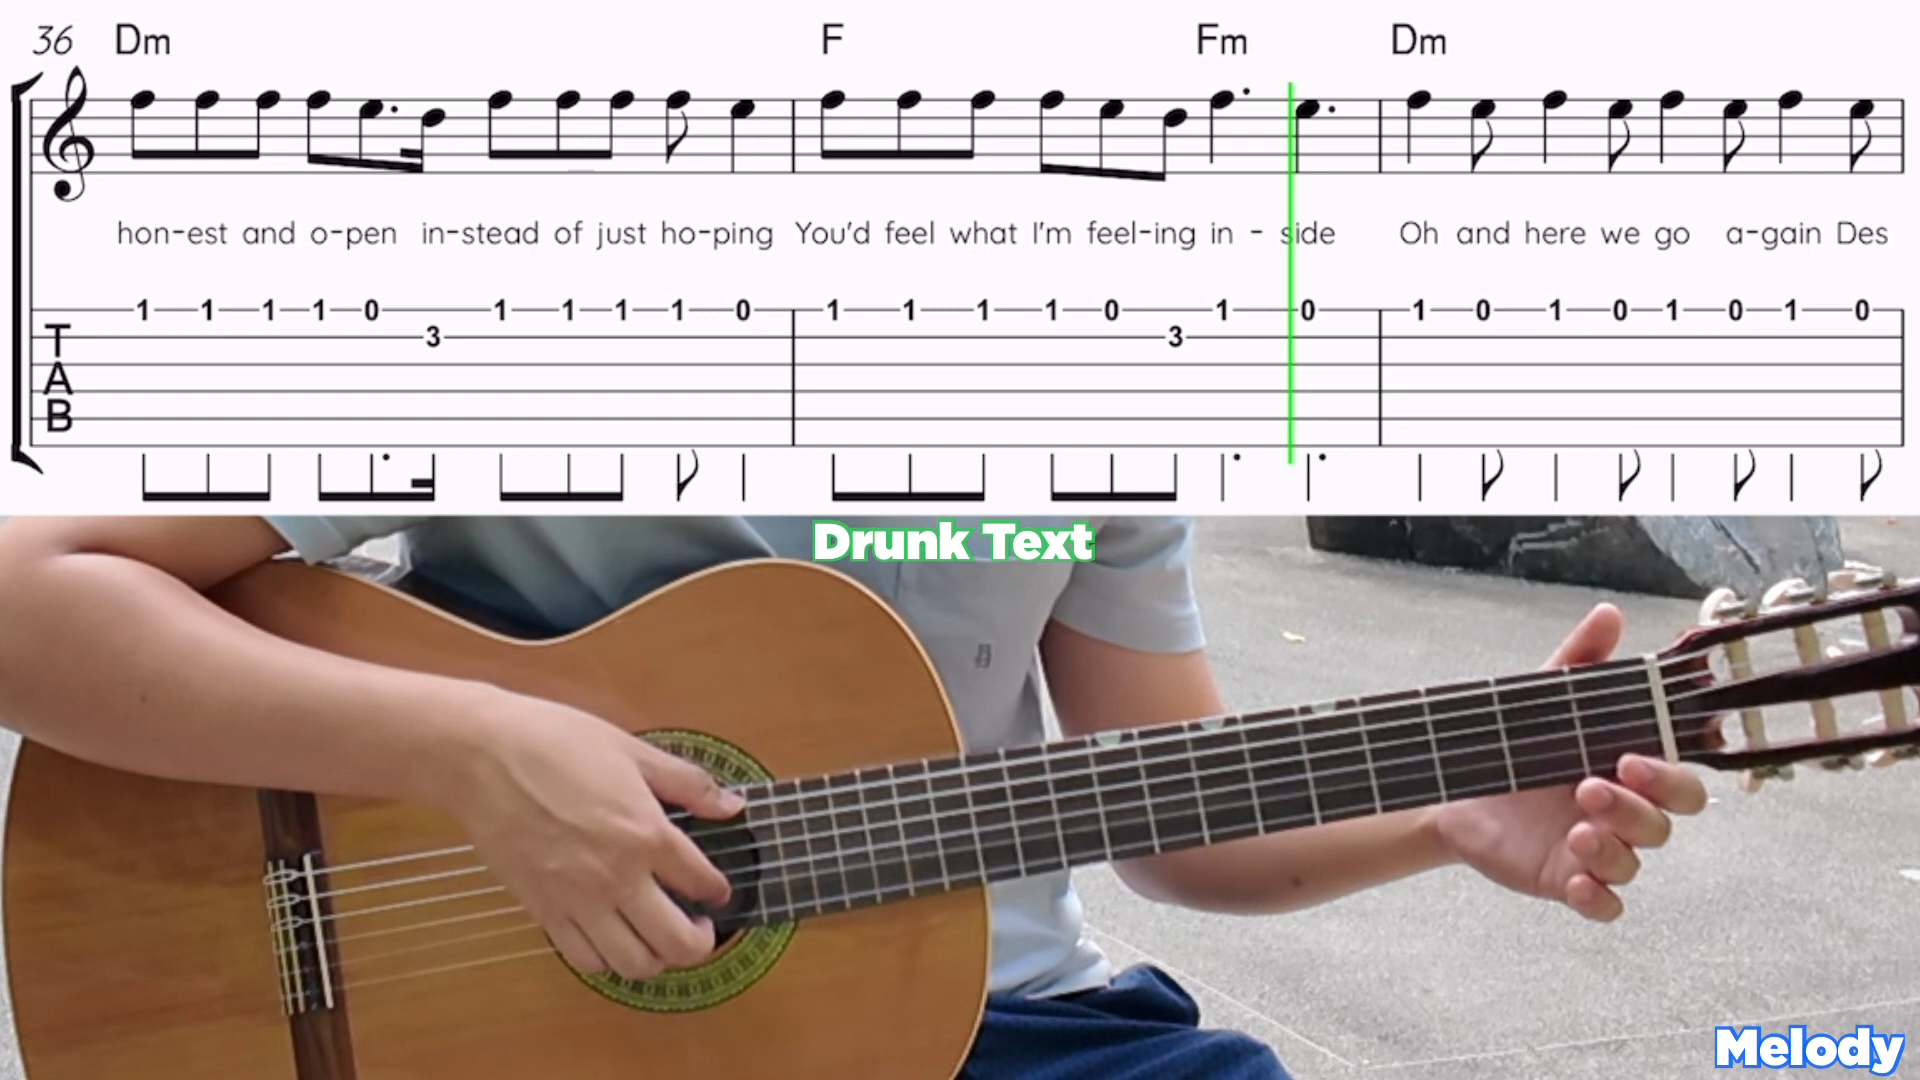 36 Dm F Fm Dm
hon-est and o-pen in-stead of just ho-ping You'd feel what I'm feel-ing in - side Oh and here we go a-gain Des
1 1 1 1 0 1 1 1 1 0 1 1 1 1 0 1 0 1 0 1 0 1 0 1 0
3 3
T
A
B
Drunk Text
Melody